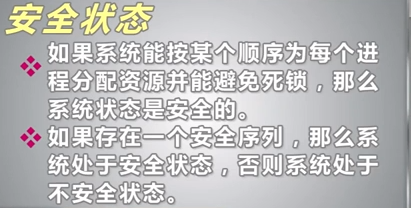 安全状态
如果系统能按某个顺序为每个进
程分配资源并能避免死锁，那么
系统状态是安全的。
如果存在一个安全序列，那么系
统处于安全状态，否则系统处于
不安全状态。